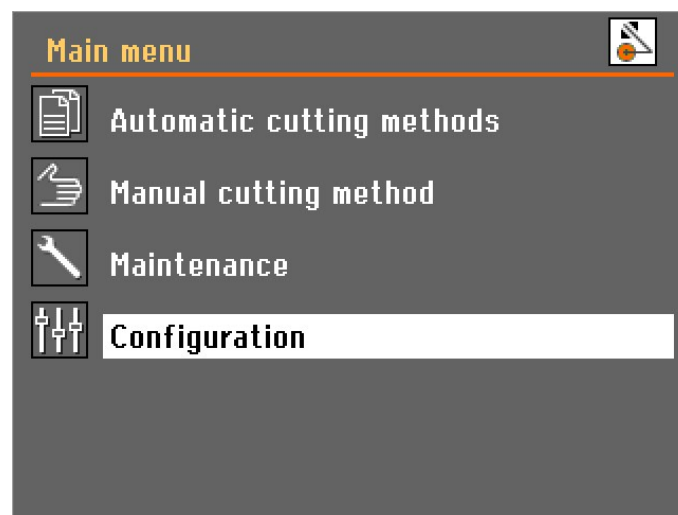 Main menu
Automatic cutting methods
Manual cutting method
Maintenance
Configuration